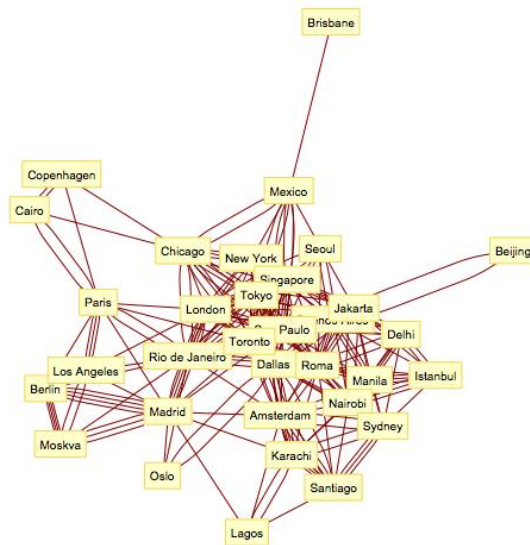 Brisbane
Copenhagen
Mexico
Cairo
Chicago
Seoul
Beijing
New York
Singapore
Tokyo
Paris
London
Jakarta
Paulo
Delhi
Toronto
Rio de Janeiro
Los Angeles
Dallas
Roma
Istanbul
Manila
Berlin
Nairobi
Madrid
Amsterdam
Sydney
Moskva
Karachi
Oslo
Santiago
Lagos